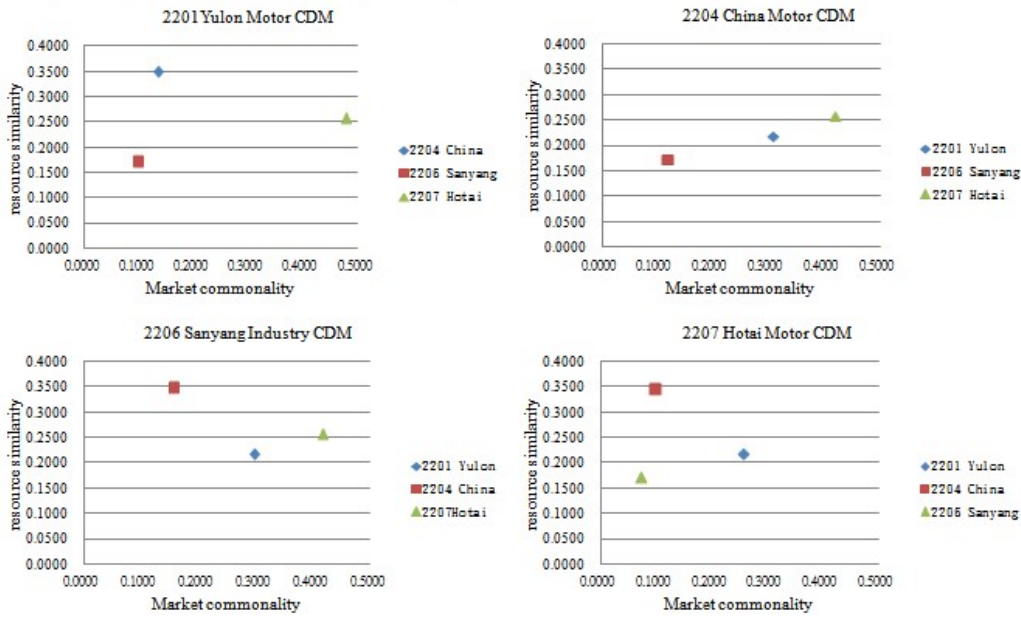 2201 Yulon Motor CDM
resource similarity
0.4000
0.3500
0.3000
0.2500
0.2000
0.1500
0.1000
0.0500
0.0000
0.0000 0.1000 0.2000 0.3000 0.4000 0.5000
Market commonality
2204 China
2206 Sanyang
2207 Hotai
2204 China Motor CDM
resource similarity
0.4000
0.3500
0.3000
0.2500
0.2000
0.1500
0.1000
0.0500
0.0000
0.0000 0.1000 0.2000 0.3000 0.4000 0.5000
Market commonality
2201 Yulon
2206 Sanyang
2207 Hotai
2206 Sanyang Industry CDM
resource similarity
0.4000
0.3500
0.3000
0.2500
0.2000
0.1500
0.1000
0.0500
0.0000
0.0000 0.1000 0.2000 0.3000 0.4000 0.5000
Market commonality
2201 Yulon
2204 China
2207Hotai
2207 Hotai Motor CDM
resource similarity
0.4000
0.3500
0.3000
0.2500
0.2000
0.1500
0.1000
0.0500
0.0000
0.0000 0.1000 0.2000 0.3000 0.4000 0.5000
Market commonality
2201 Yulon
2204 China
2206 Sanyang